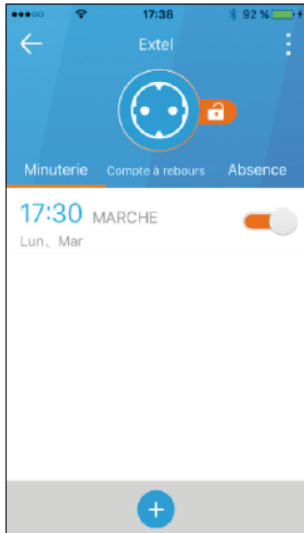 17:38 92 %
Extel
Minuterie Compte à rebours Absence
17:30 MARCHE
Lun、Mar